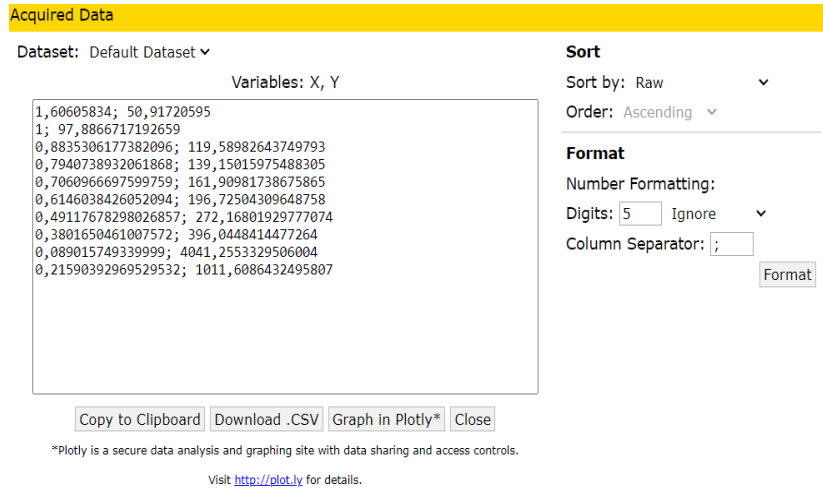 Acquired Data
Dataset: Default Dataset
Variables: X, Y
1,60605834; 50,91720595
1; 97,8866717192659
0,8835306177382096; 119,58982643749793
0,7940738932061868; 139,15015975488305
0,7060966697599759; 161,90981738675865
0,6146038426052094; 196,72504309648758
0,49117678298026857; 272,16801929777074
0,3801650461007572; 396,0448414477264
0,089015749339999; 4041,2553329506004
0,21590392969529532; 1011,6086432495807
Copy to Clipboard Download .CSV Graph in Plotly* Close
*Plotly is a secure data analysis and graphing site with data sharing and access controls.
Visit http://plot.ly for details.
Sort
Sort by: Raw
Order: Ascending
Format
Number Formatting:
Digits: 5 Ignore
Column Separator: ;
Format